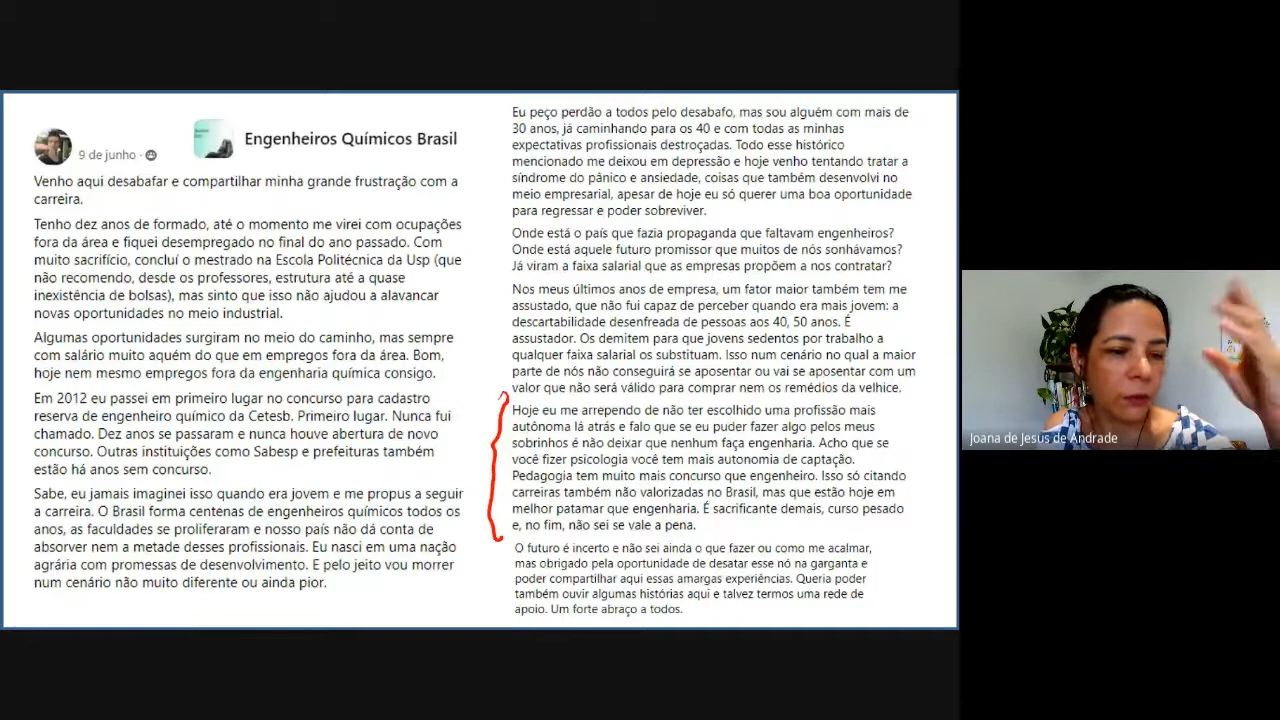 Engenheiros Químicos Brasil
9 de junho ·
Venho aqui desabafar e compartilhar minha grande frustração com a
carreira.
Tenho dez anos de formado, até o momento me virei com ocupações
fora da área e fiquei desempregado no final do ano passado. Com
muito sacrifício, concluí o mestrado na Escola Politécnica da Usp (que
não recomendo, desde os professores, estrutura até a quase
inexistência de bolsas), mas sinto que isso não ajudou a alavancar
novas oportunidades no meio industrial.
Algumas oportunidades surgiram no meio do caminho, mas sempre
com salário muito aquém do que em empregos fora da área. Bom,
hoje nem mesmo empregos fora da engenharia química consigo.
Em 2012 eu passei em primeiro lugar no concurso para cadastro
reserva de engenheiro químico da Cetesb. Primeiro lugar. Nunca fui
chamado. Dez anos se passaram e nunca houve abertura de novo
concurso. Outras instituições como Sabesp e prefeituras também
estão há anos sem concurso.
Sabe, eu jamais imaginei isso quando era jovem e me propus a seguir
a carreira. O Brasil forma centenas de engenheiros químicos todos os
anos, as faculdades se proliferaram e nosso país não dá conta de
absorver nem a metade desses profissionais. Eu nasci em uma nação
agrária com promessas de desenvolvimento. E pelo jeito vou morrer
num cenário não muito diferente ou ainda pior.
Eu peço perdão a todos pelo desabafo, mas sou alguém com mais de
30 anos, já caminhando para os 40 e com todas as minhas
expectativas profissionais destroçadas. Todo esse histórico
mencionado me deixou em depressão e hoje venho tentando tratar a
síndrome do pânico e ansiedade, coisas que também desenvolvi no
meio empresarial, apesar de hoje eu só querer uma boa oportunidade
para regressar e poder sobreviver.
Onde está o país que fazia propaganda que faltavam engenheiros?
Onde está aquele futuro promissor que muitos de nós sonhávamos?
Já viram a faixa salarial que as empresas propõem a nos contratar?
Nos meus últimos anos de empresa, um fator maior também tem me
assustado, que não fui capaz de perceber quando era mais jovem: a
descartabilidade desenfreada de pessoas aos 40, 50 anos. É
assustador. Os demitem para que jovens sedentos por trabalho a
qualquer faixa salarial os substituam. Isso num cenário no qual a maior
parte de nós não conseguirá se aposentar ou vai se aposentar com um
valor que não será válido para comprar nem os remédios da velhice.
Hoje eu me arrependo de não ter escolhido uma profissão mais
autônoma lá atrás e falo que se eu puder fazer algo pelos meus
sobrinhos é não deixar que nenhum faça engenharia. Acho que se
você fizer psicologia você tem mais autonomia de captação.
Pedagogia tem muito mais concurso que engenheiro. Isso só citando
carreiras também não valorizadas no Brasil, mas que estão hoje em
melhor patamar que engenharia. É sacrificante demais, curso pesado
e, no fim, não sei se vale a pena.
O futuro é incerto e não sei ainda o que fazer ou como me acalmar,
mas obrigado pela oportunidade de desatar esse nó na garganta e
poder compartilhar aqui essas amargas experiências. Queria poder
também ouvir algumas histórias aqui e talvez termos uma rede de
apoio. Um forte abraço a todos.
Joana de Jesus de Andrade